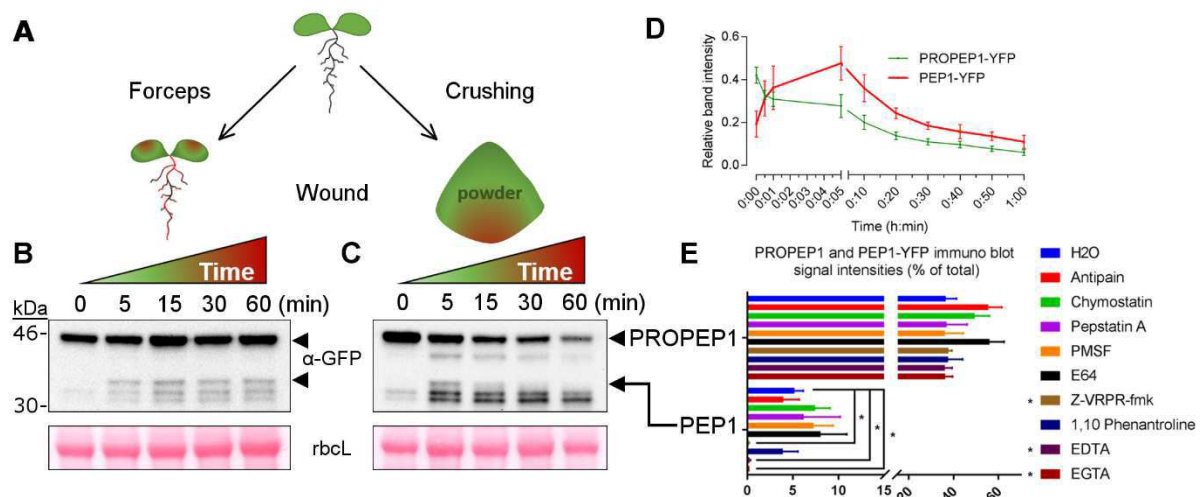 A
Forceps
Crushing
Wound
powder
B
Time
0 5 15 30 60 (min)
kDa
46-
30-
α-GFP
rbcL
C
Time
0 5 15 30 60 (min)
PROPEP1
PEP1
D
Relative band intensity
0.6
0.4
0.2
0.0
PROPEP1-YFP
PEP1-YFP
0:00 0:01 0:02 0:03 0:04 0:05 0:10 0:20 0:30 0:40 0:50 1:00
Time (h:min)
E
PROPEP1 and PEP1-YFP immuno blot
signal intensities (% of total)
H2O
Antipain
Chymostatin
Pepstatin A
PMSF
E64
* Z-VRPR-fmk
1,10 Phenantroline
* EDTA
* EGTA
* * *
0 5 10 15 20 40 60